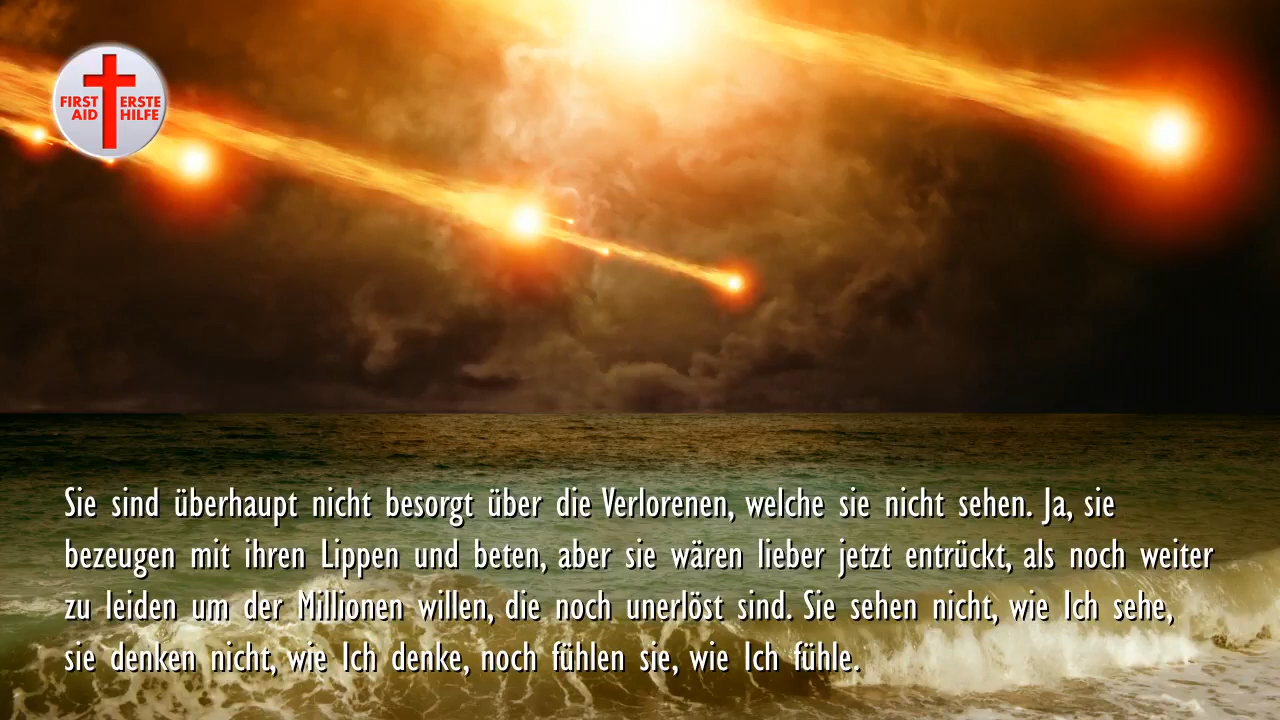 FIRST ERSTE
AID HILFE
Sie sind überhaupt nicht besorgt über die Verlorenen, welche sie nicht sehen. Ja, sie
bezeugen mit ihren Lippen und beten, aber sie wären lieber jetzt entrückt, als noch weiter
zu leiden um der Millionen willen, die noch unerlöst sind. Sie sehen nicht, wie Ich sehe,
sie denken nicht, wie Ich denke, noch fühlen sie, wie Ich fühle.